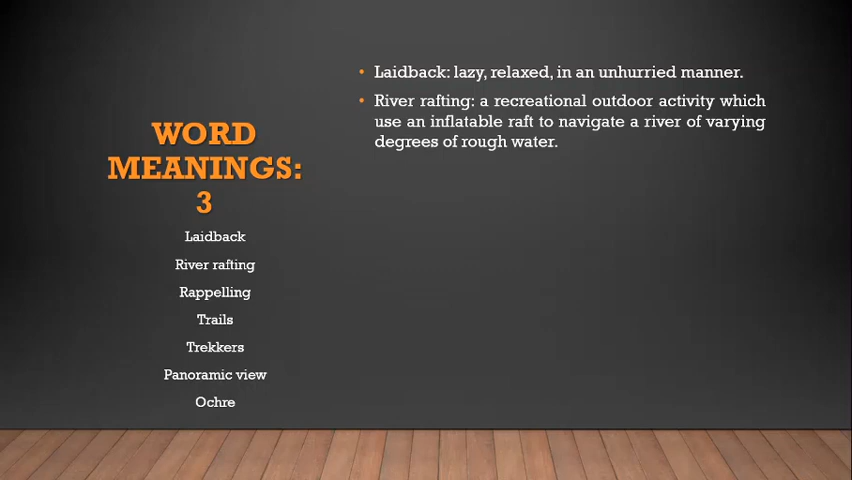 WORD
MEANINGS:
3
Laidback
River rafting
Rappelling
Trails
Trekkers
Panoramic view
Ochre
• Laidback: lazy, relaxed, in an unhurried manner.
• River rafting: a recreational outdoor activity which
use an inflatable raft to navigate a river of varying
degrees of rough water.